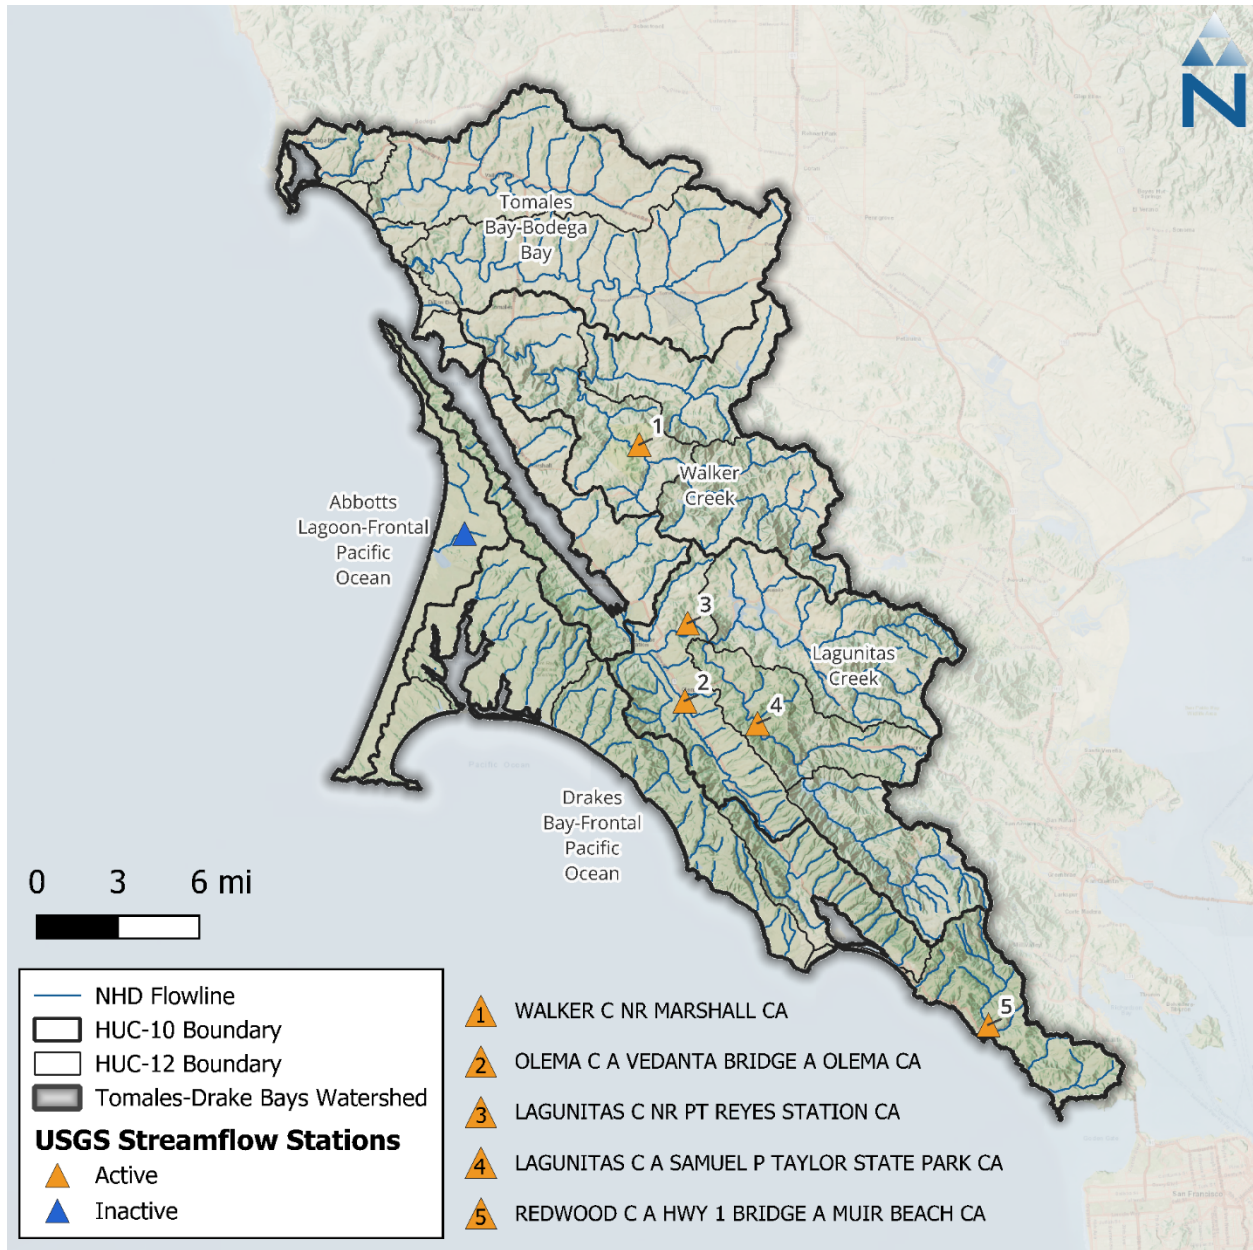 N
Tomales
Bay-Bodega
Bay
1
Walker
Creek
Abbotts
Lagoon-Frontal
Pacific
Ocean
3
Lagunitas
Creek
2
4
Pacific Ocean
Drakes
Bay-Frontal
Pacific
Ocean
0 3 6 mi
5
NHD Flowline
HUC-10 Boundary
HUC-12 Boundary
Tomales-Drake Bays Watershed
USGS Streamflow Stations
Active
Inactive
1 WALKER C NR MARSHALL CA
2 OLEMA C A VEDANTA BRIDGE A OLEMA CA
3 LAGUNITAS C NR PT REYES STATION CA
4 LAGUNITAS C A SAMUEL P TAYLOR STATE PARK CA
5 REDWOOD C A HWY 1 BRIDGE A MUIR BEACH CA
San Francisco